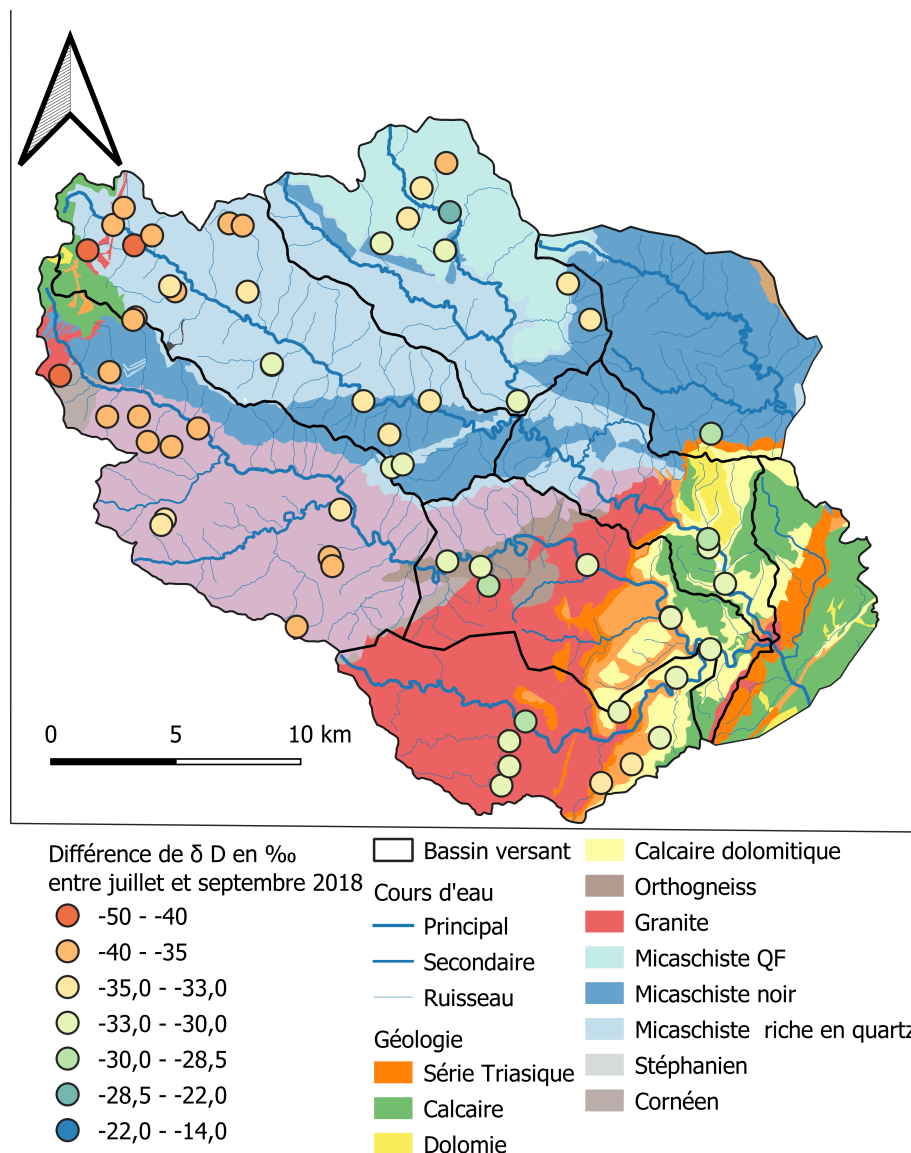 0 5 10 km
Différence de δ D en ‰
entre juillet et septembre 2018
-50 - -40
-40 - -35
-35,0 - -33,0
-33,0 - -30,0
-30,0 - -28,5
-28,5 - -22,0
-22,0 - -14,0
Bassin versant
Cours d'eau
Principal
Secondaire
Ruisseau
Géologie
Série Triasique
Calcaire
Dolomie
Calcaire dolomitique
Orthogneiss
Granite
Micaschiste QF
Micaschiste noir
Micaschiste riche en quartz
Stéphanien
Cornéen